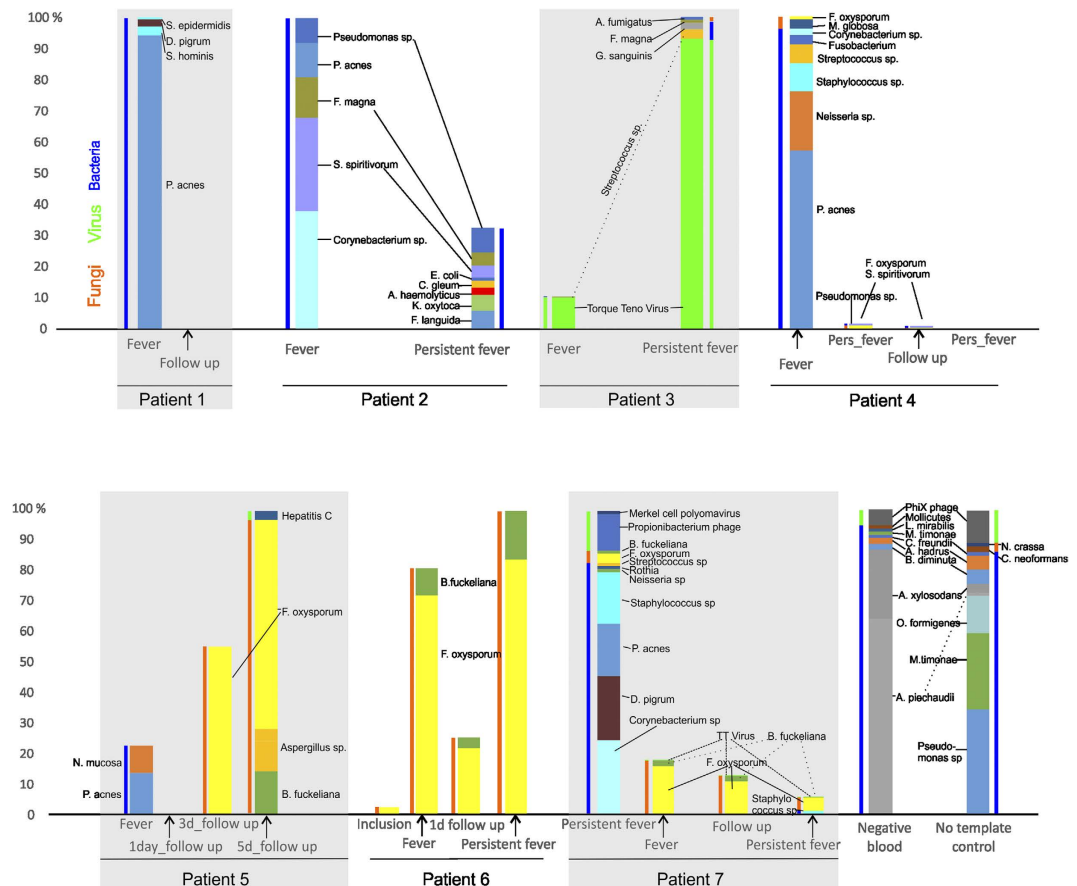 100 %
90
80
70
60
50
40
30
20
10
0
Fungi Virus Bacteria
S. epidermidis
D. pigrum
S. hominis
P. acnes
Fever
Follow up
Patient 1
Pseudomonas sp.
P. acnes
F. magna
S. spiritivorum
Corynebacterium sp.
E. coli
C. gleum
A. haemolyticus
K. oxytoca
F. languida
Fever
Persistent fever
Patient 2
A. fumigatus
F. magna
G. sanguinis
Streptococcus sp.
Torque Teno Virus
Fever
Persistent fever
Patient 3
F. oxysporum
M. globosa
Corynebacterium sp.
Fusobacterium
Streptococcus sp.
Staphylococcus sp.
Neisseria sp.
P. acnes
F. oxysporum
S. spiritivorum
Pseudomonas sp.
Fever
Pers_fever
Follow up
Pers_fever
Patient 4
100 %
90
80
70
60
50
40
30
20
10
0
Hepatitis C
F. oxysporum
Aspergillus sp.
B. fuckeliana
N. mucosa
P. acnes
Fever
1day_follow up
3d_follow up
5d_follow up
Patient 5
B.fuckeliana
F. oxysporum
Inclusion
Fever
1d follow up
Persistent fever
Patient 6
Merkel cell polyomavirus
Propionibacterium phage
B. fuckeliana
F. oxysporum
Streptococcus sp
Rothia
Neisseria sp
Staphylococcus sp
P. acnes
D. pigrum
Corynebacterium sp
TT Virus
B. fuckeliana
F. oxysporum
Staphylo
coccus sp.
Persistent fever
Fever
Follow up
Persistent fever
Patient 7
PhiX phage
Mollicutes
L. mirabilis
M. timonae
C. freundii
A. hadrus
B. diminuta
N. crassa
C. neoformans
A. xylosodans
O. formigenes
M.timonae
A. piechaudii
Pseudo-
monas sp
Negative
blood
No template
control